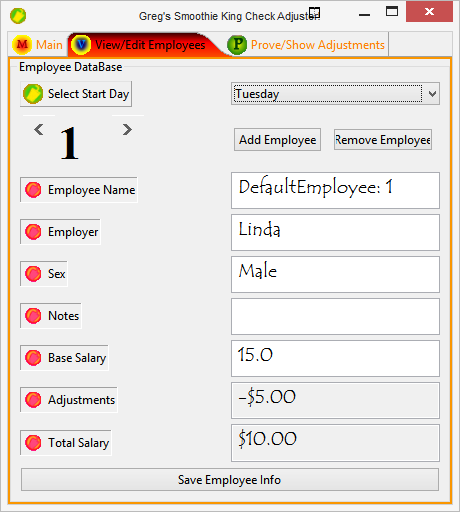 Greg's Smoothie King Check Adjuster!
M Main
V View/Edit Employees
P Prove/Show Adjustments
Employee DataBase
Select Start Day
Tuesday
1
Add Employee
Remove Employee
Employee Name
DefaultEmployee: 1
Employer
Linda
Sex
Male
Notes
Base Salary
15.0
Adjustments
-$5.00
Total Salary
$10.00
Save Employee Info